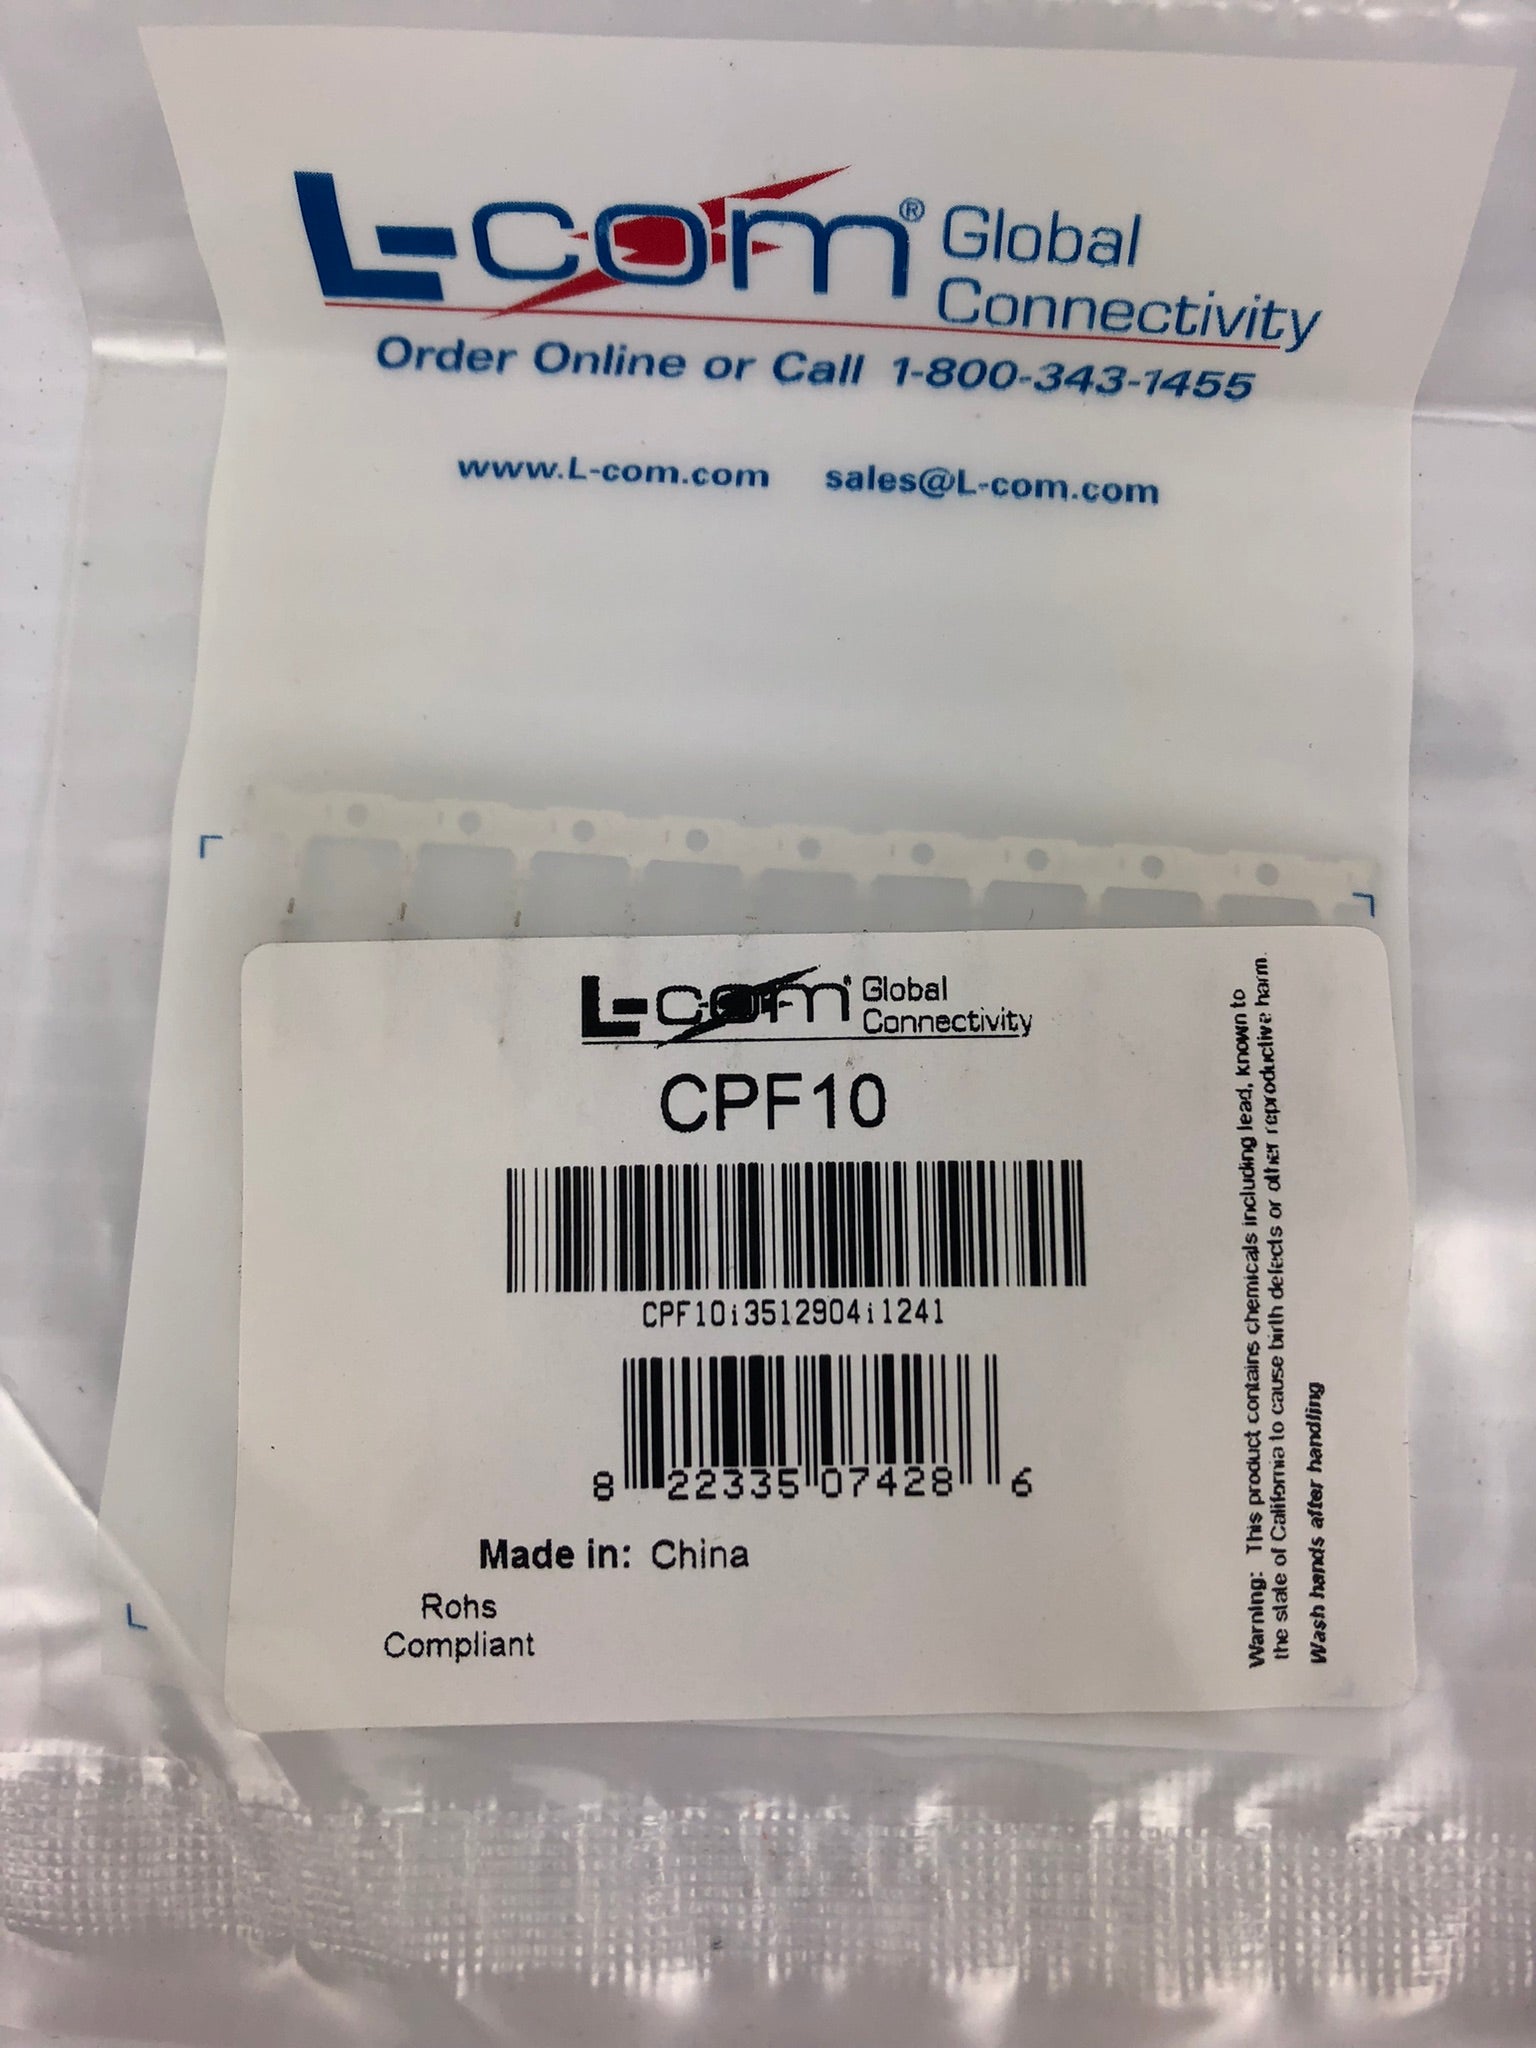 L-com® Global
Connectivity
Order Online or Call 1-800-343-1455
www.L-com.com sales@L-com.com
L-com® Global
Connectivity
CPF10
CPF10i3512904i1241
8 22335 07428 6
Made in: China
Rohs
Compliant
Warning: This product contains chemicals including lead, known to
the state of California to cause birth defects or other reproductive harm.
Wash hands after handling